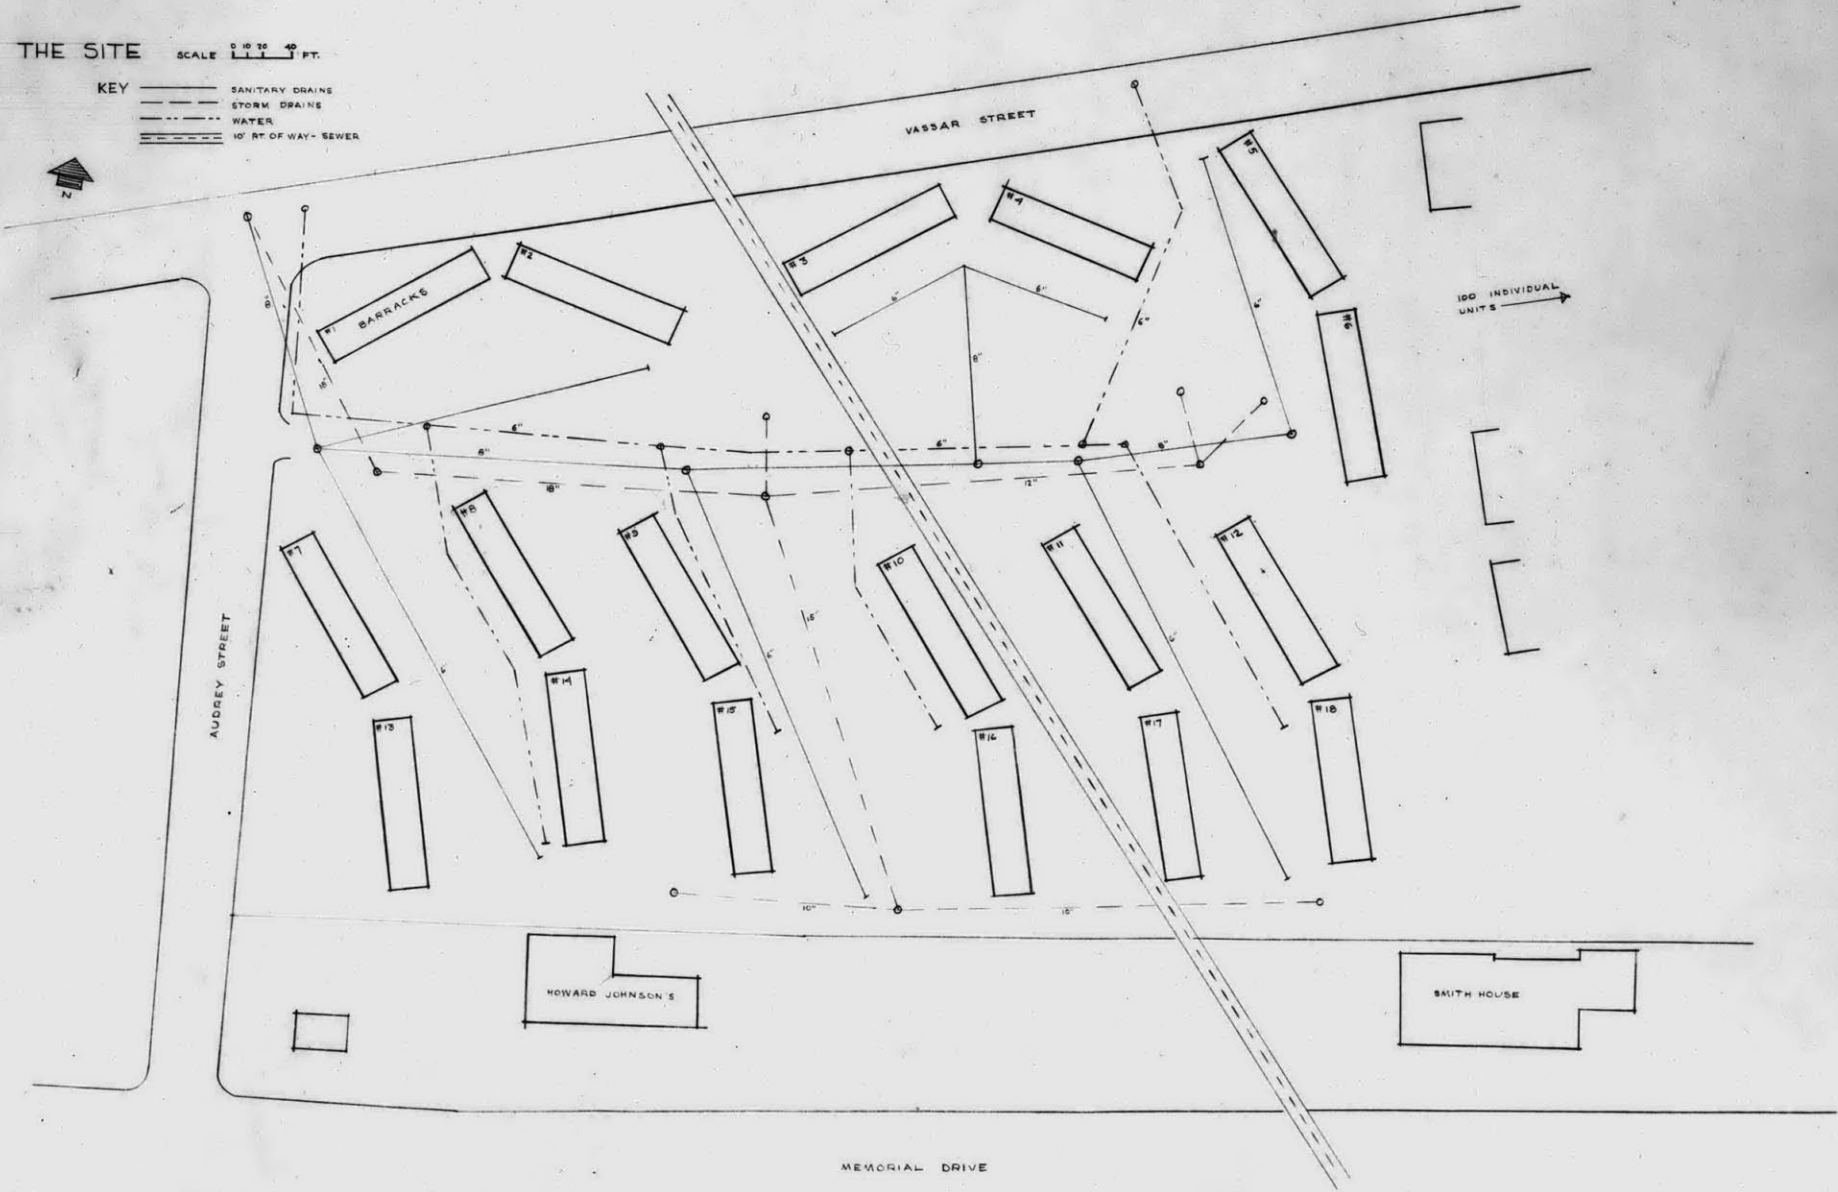 THE SITE SCALE 0 10 20 40 FT.
KEY
SANITARY DRAINS
STORM DRAINS
WATER
10' RT OF WAY - SEWER
N
VASSAR STREET
#5
#4
#3
#2
#1 BARRACKS
8"
6"
6"
6"
6"
8"
#6
100 INDIVIDUAL
UNITS
18"
6"
8"
6"
18"
12"
#7
#8
#9
#10
#11
#12
AUDREY STREET
15"
6"
6"
#13
#14
#15
#16
#17
#18
10"
10"
HOWARD JOHNSON'S
SMITH HOUSE
MEMORIAL DRIVE